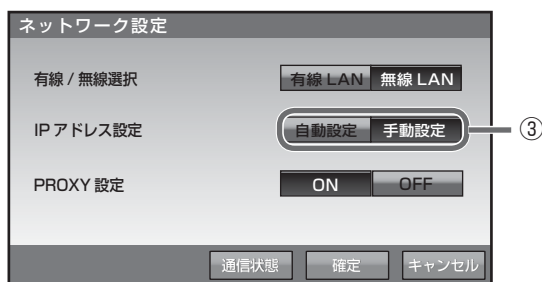 ネットワーク設定
有線 / 無線選択 有線 LAN 無線 LAN
IP アドレス設定 自動設定 手動設定 ③
PROXY 設定 ON OFF
通信状態 確定 キャンセル